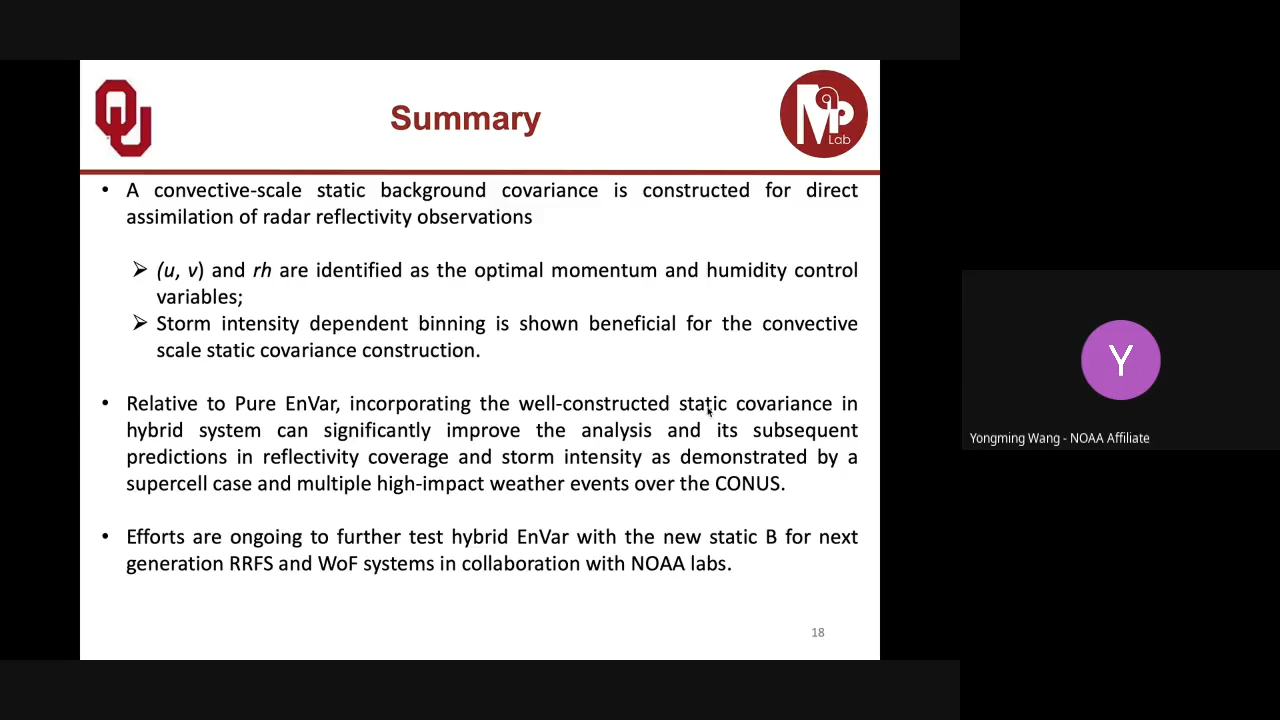 OU
Map
Lab
Summary
• A convective-scale static background covariance is constructed for direct
assimilation of radar reflectivity observations
➢ (u, v) and rh are identified as the optimal momentum and humidity control
variables;
➢ Storm intensity dependent binning is shown beneficial for the convective
scale static covariance construction.
• Relative to Pure EnVar, incorporating the well-constructed static covariance in
hybrid system can significantly improve the analysis and its subsequent
predictions in reflectivity coverage and storm intensity as demonstrated by a
supercell case and multiple high-impact weather events over the CONUS.
• Efforts are ongoing to further test hybrid EnVar with the new static B for next
generation RRFS and WoF systems in collaboration with NOAA labs.
18
Y
Yongming Wang - NOAA Affiliate